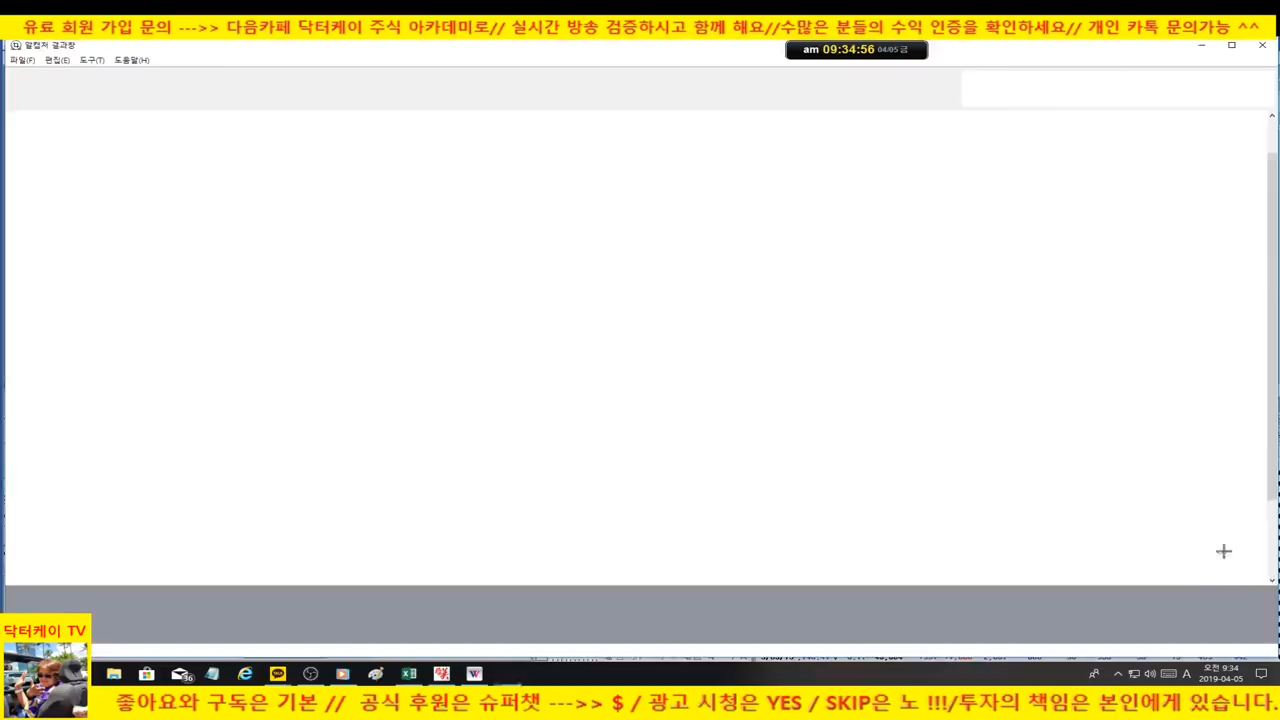 유료 회원 가입 문의 --->> 다음카페 닥터케이 주식 아카데미로// 실시간 방송 검증하시고 함께 해요//수많은 분들의 수익 인증을 확인하세요// 개인 카톡 문의가능 ^^
알캡처 결과창
am 09:34:56 04/05 금
파일(F) 편집(E) 도구(T) 도움말(H)
닥터케이 TV
36
A
오전 9:34
2019-04-05
좋아요와 구독은 기본 // 공식 후원은 슈퍼챗 --->> $ / 광고 시청은 YES / SKIP은 노 !!!/투자의 책임은 본인에게 있습니다.